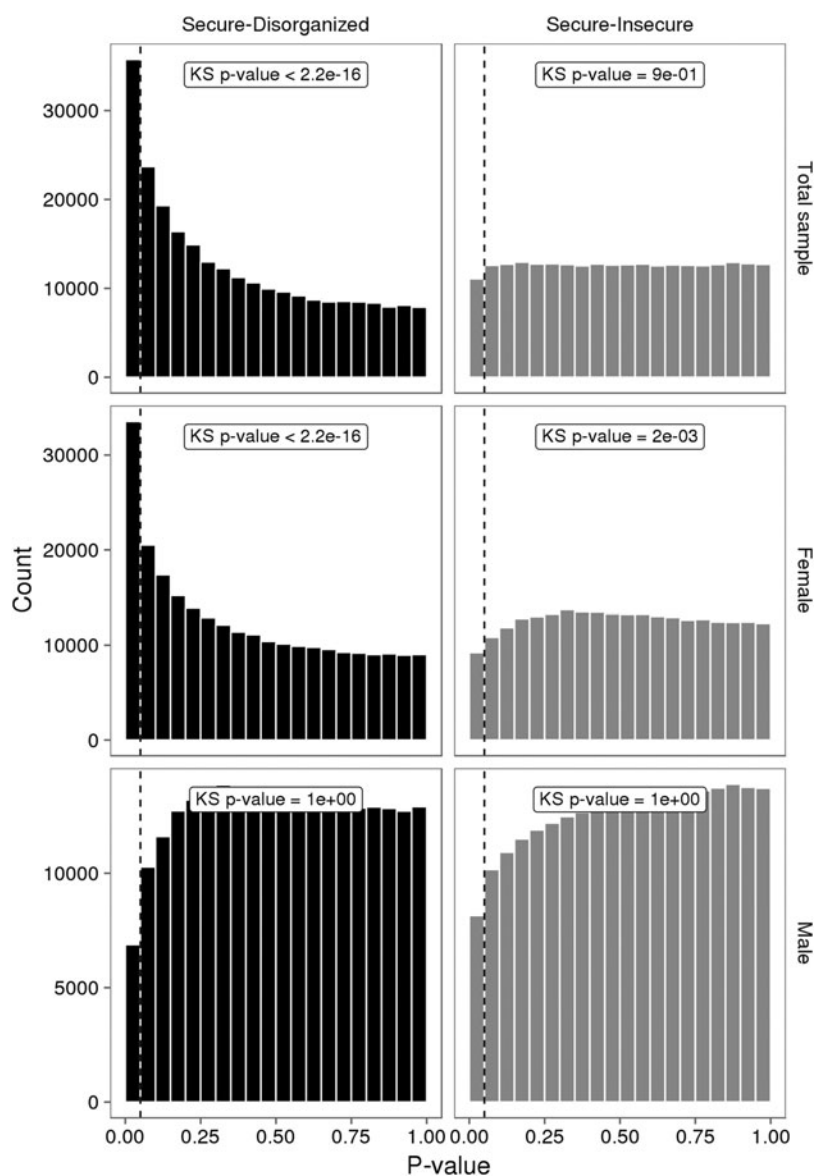 Secure-Disorganized Secure-Insecure
KS p-value < 2.2e-16 KS p-value = 9e-01
30000
20000
10000
0
Total sample
KS p-value < 2.2e-16 KS p-value = 2e-03
30000
20000
10000
0
Female
Count
KS p-value = 1e+00 KS p-value = 1e+00
10000
5000
0
Male
0.00 0.25 0.50 0.75 1.00 0.00 0.25 0.50 0.75 1.00
P-value